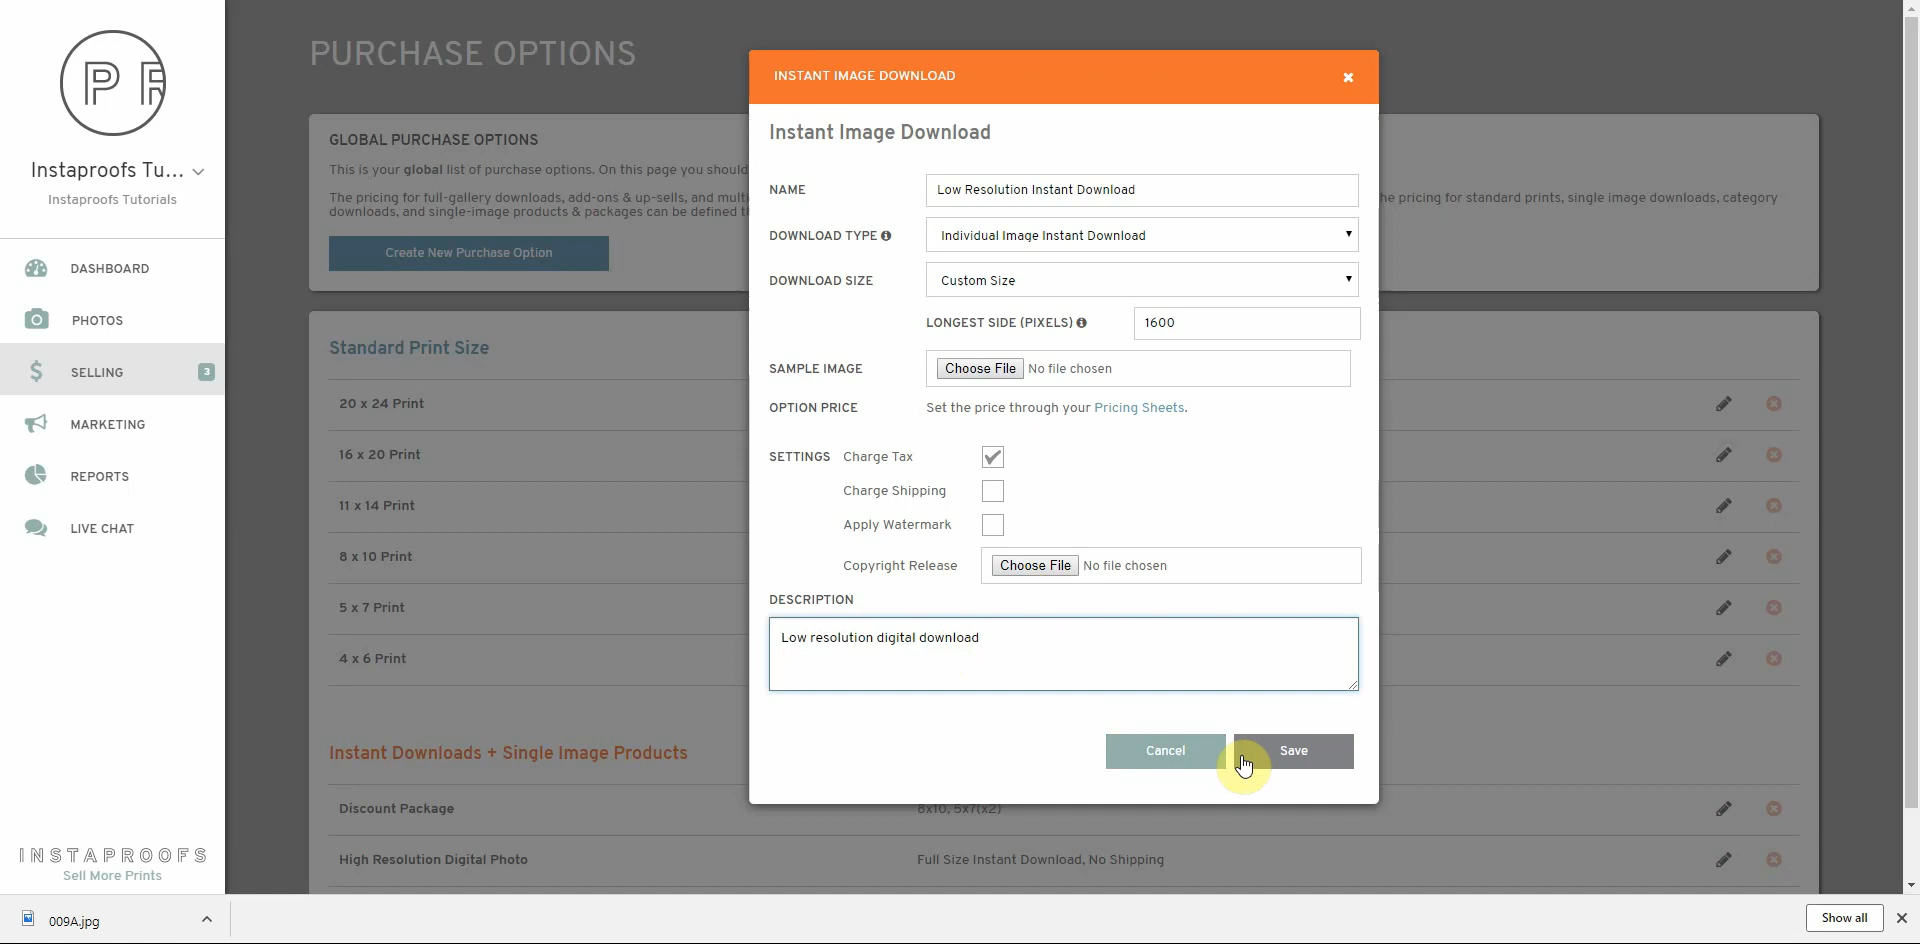 P F
Instaproofs Tu...
Instaproofs Tutorials
DASHBOARD
PHOTOS
SELLING 3
MARKETING
REPORTS
LIVE CHAT
INSTAPROOFS
Sell More Prints
PURCHASE OPTIONS
GLOBAL PURCHASE OPTIONS
This is your global list of purchase options. On this page you should
The pricing for full-gallery downloads, add-ons & up-sells, and multi he pricing for standard prints, single image downloads, category
downloads, and single-image products & packages can be defined t
Create New Purchase Option
Standard Print Size
20 x 24 Print
16 x 20 Print
11 x 14 Print
8 x 10 Print
5 x 7 Print
4 x 6 Print
Instant Downloads + Single Image Products
Discount Package 8x10, 5x7(x2)
High Resolution Digital Photo Full Size Instant Download, No Shipping
INSTANT IMAGE DOWNLOAD
Instant Image Download
NAME Low Resolution Instant Download
DOWNLOAD TYPE Individual Image Instant Download
DOWNLOAD SIZE Custom Size
LONGEST SIDE (PIXELS) 1600
SAMPLE IMAGE Choose File No file chosen
OPTION PRICE Set the price through your Pricing Sheets.
SETTINGS Charge Tax
Charge Shipping
Apply Watermark
Copyright Release Choose File No file chosen
DESCRIPTION
Low resolution digital download
Cancel Save
009A.jpg
Show all